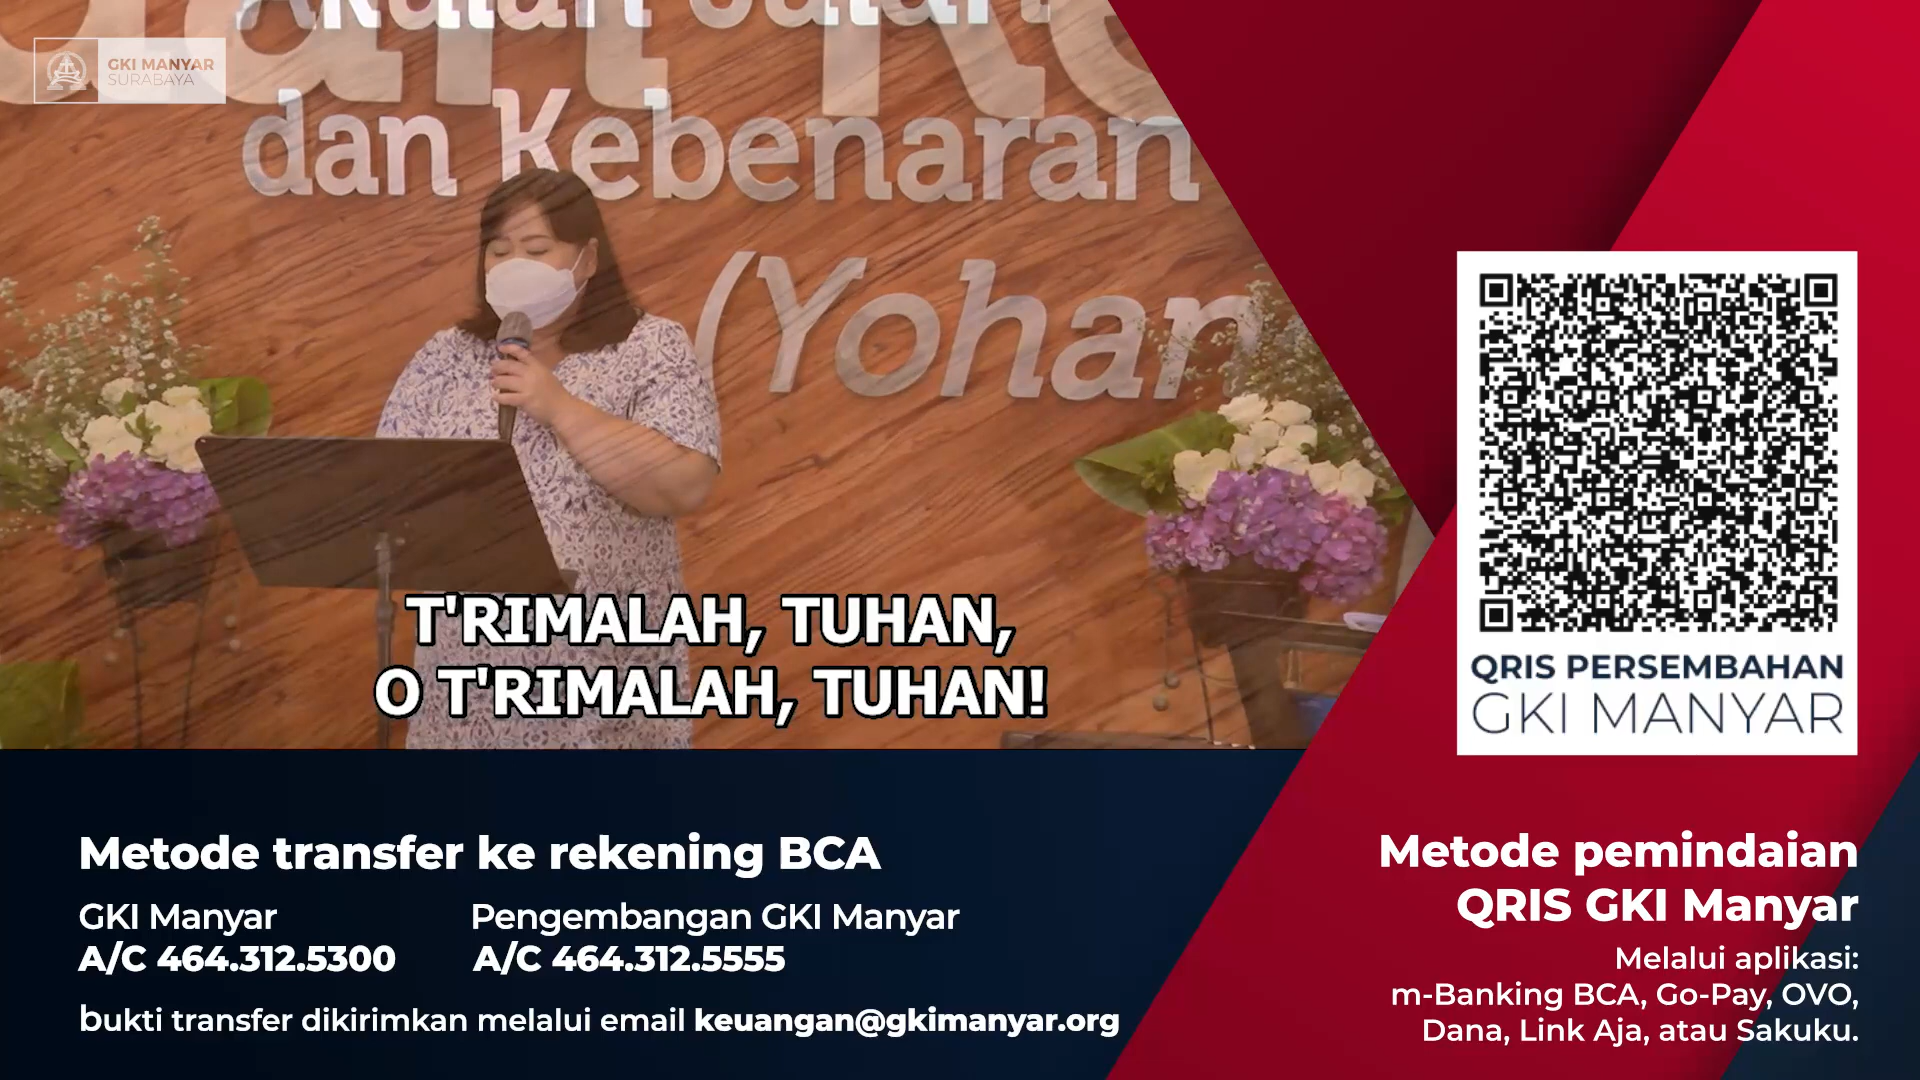 GKI MANYAR
SURABAYA
Akulah Jalan
dan Kebenaran
(Yohan
T'RIMALAH, TUHAN,
O T'RIMALAH, TUHAN!
QRIS PERSEMBAHAN
GKI MANYAR
Metode transfer ke rekening BCA
GKI Manyar
A/C 464.312.5300
Pengembangan GKI Manyar
A/C 464.312.5555
bukti transfer dikirimkan melalui email keuangan@gkimanyar.org
Metode pemindaian
QRIS GKI Manyar
Melalui aplikasi:
m-Banking BCA, Go-Pay, OVO,
Dana, Link Aja, atau Sakuku.